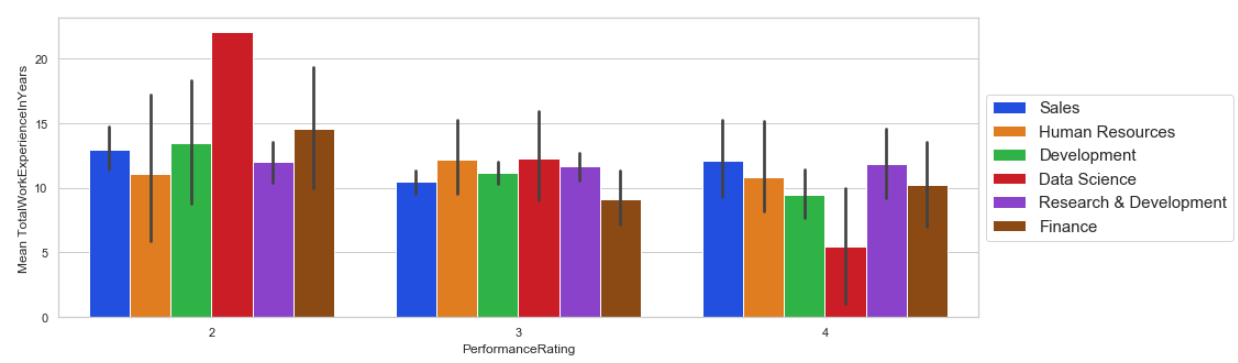 Mean TotalWorkExperienceInYears
20
15
10
5
0
2
3
4
PerformanceRating
Sales
Human Resources
Development
Data Science
Research & Development
Finance